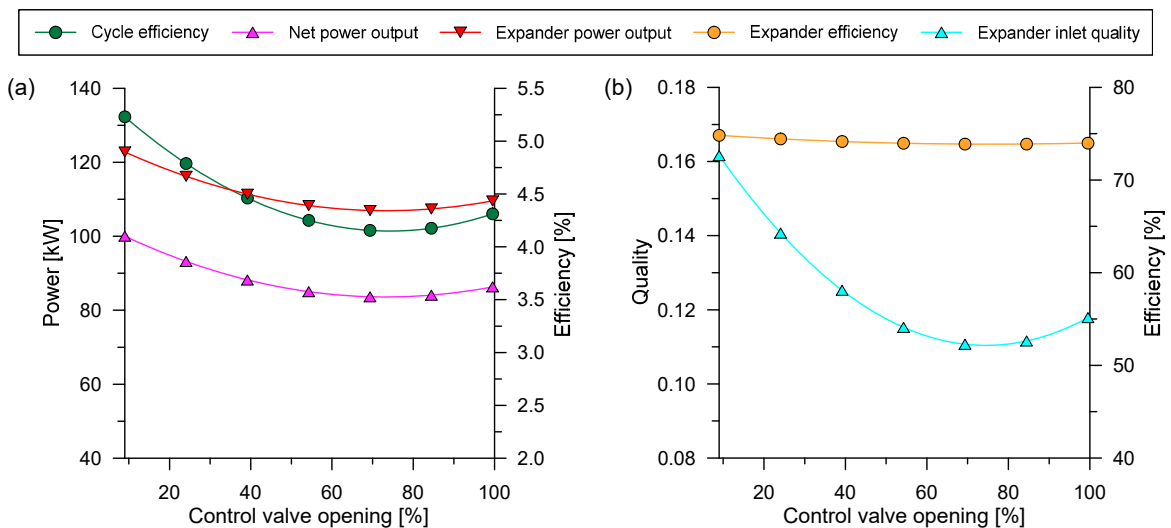 Cycle efficiency Net power output Expander power output Expander efficiency Expander inlet quality
(a)
140
120
100
80
60
40
Power [kW]
5.5
5.0
4.5
4.0
3.5
3.0
2.5
2.0
Efficiency [%]
20 40 60 80 100
Control valve opening [%]
(b)
0.18
0.16
0.14
0.12
0.10
0.08
Quality
80
70
60
50
40
Efficiency [%]
20 40 60 80 100
Control valve opening [%]